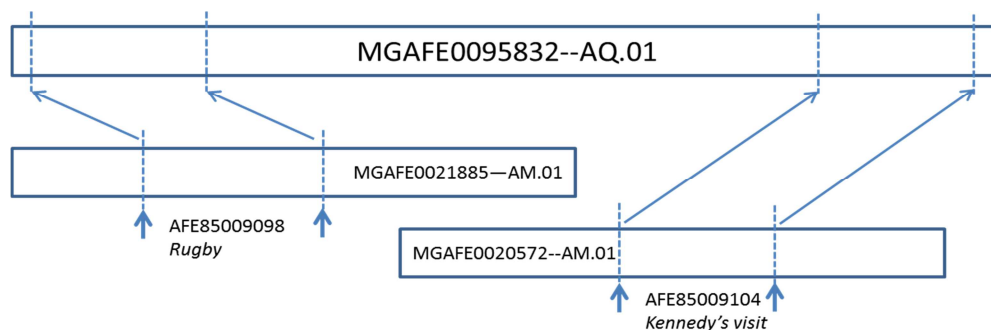 MGAFE0095832--AQ.01
MGAFE0021885—AM.01
AFE85009098
Rugby
MGAFE0020572--AM.01
AFE85009104
Kennedy’s visit